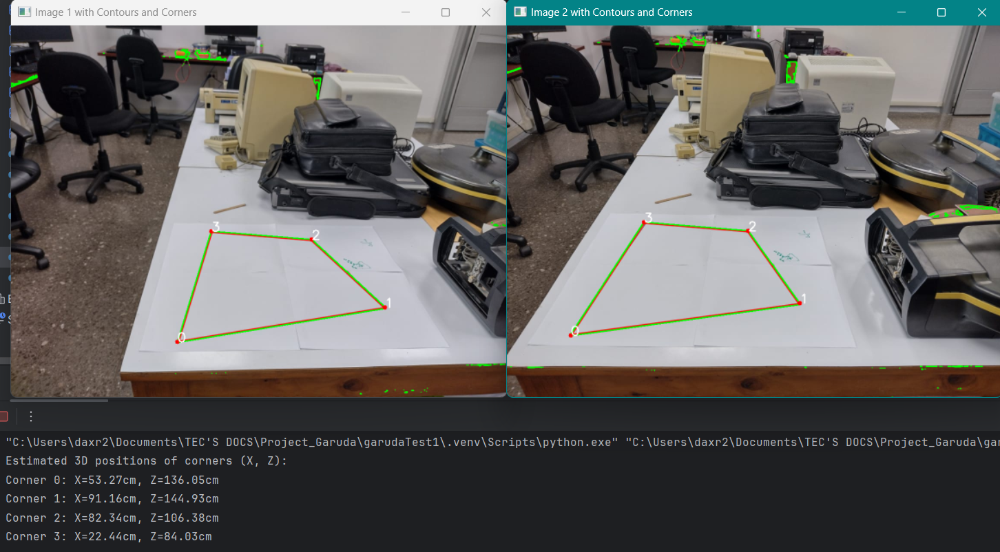 Image 1 with Contours and Corners
Image 2 with Contours and Corners
3
2
1
0
3
2
1
0
"C:\Users\daxr2\Documents\TEC'S DOCS\Project_Garuda\garudaTest1\.venv\Scripts\python.exe" "C:\Users\daxr2\Documents\TEC'S DOCS\Project_Garuda\gar
Estimated 3D positions of corners (X, Z):
Corner 0: X=53.27cm, Z=136.05cm
Corner 1: X=91.16cm, Z=144.93cm
Corner 2: X=82.34cm, Z=106.38cm
Corner 3: X=22.44cm, Z=84.03cm